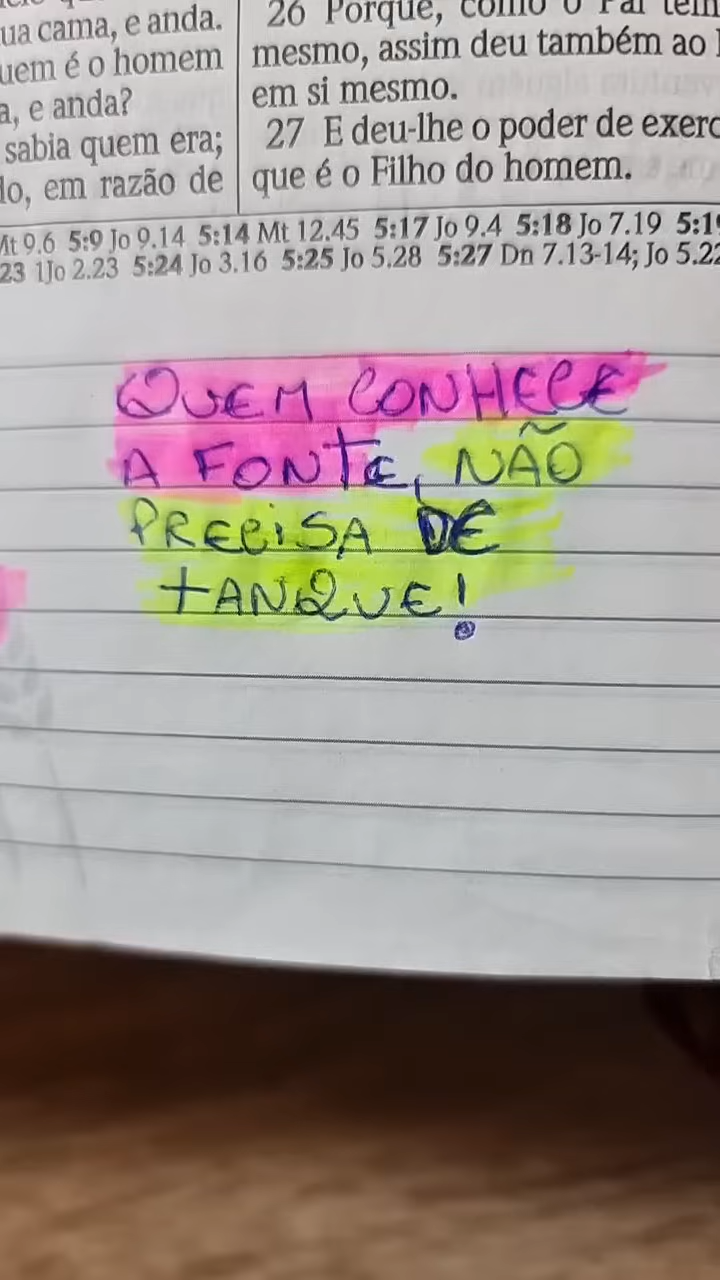 ua cama, e anda.
uem é o homem
a, e anda?
sabia quem era;
do, em razão de
26 Porque, como o Pai tem
mesmo, assim deu também ao
em si mesmo.
27 E deu-lhe o poder de exerc
que é o Filho do homem.
Mt 9.6 5:9 Jo 9.14 5:14 Mt 12.45 5:17 Jo 9.4 5:18 Jo 7.19 5:19
23 1Jo 2.23 5:24 Jo 3.16 5:25 Jo 5.28 5:27 Dn 7.13-14; Jo 5.22
QUEM CONHECE
A FONTE, NÃO
PRECISA DE
TANQUE!